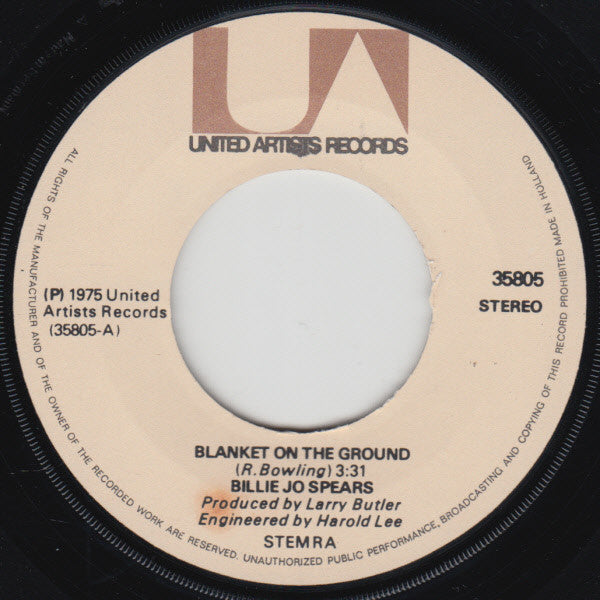 UA
UNITED ARTISTS RECORDS
(P) 1975 United
Artists Records
(35805-A)
35805
STEREO
BLANKET ON THE GROUND
(R. Bowling) 3:31
BILLIE JO SPEARS
Produced by Larry Butler
Engineered by Harold Lee
STEMRA
ALL RIGHTS OF THE MANUFACTURER AND OF THE OWNER OF THE RECORDED WORK ARE RESERVED. UNAUTHORIZED PUBLIC PERFORMANCE, BROADCASTING AND COPYING OF THIS RECORD PROHIBITED MADE IN HOLLAND